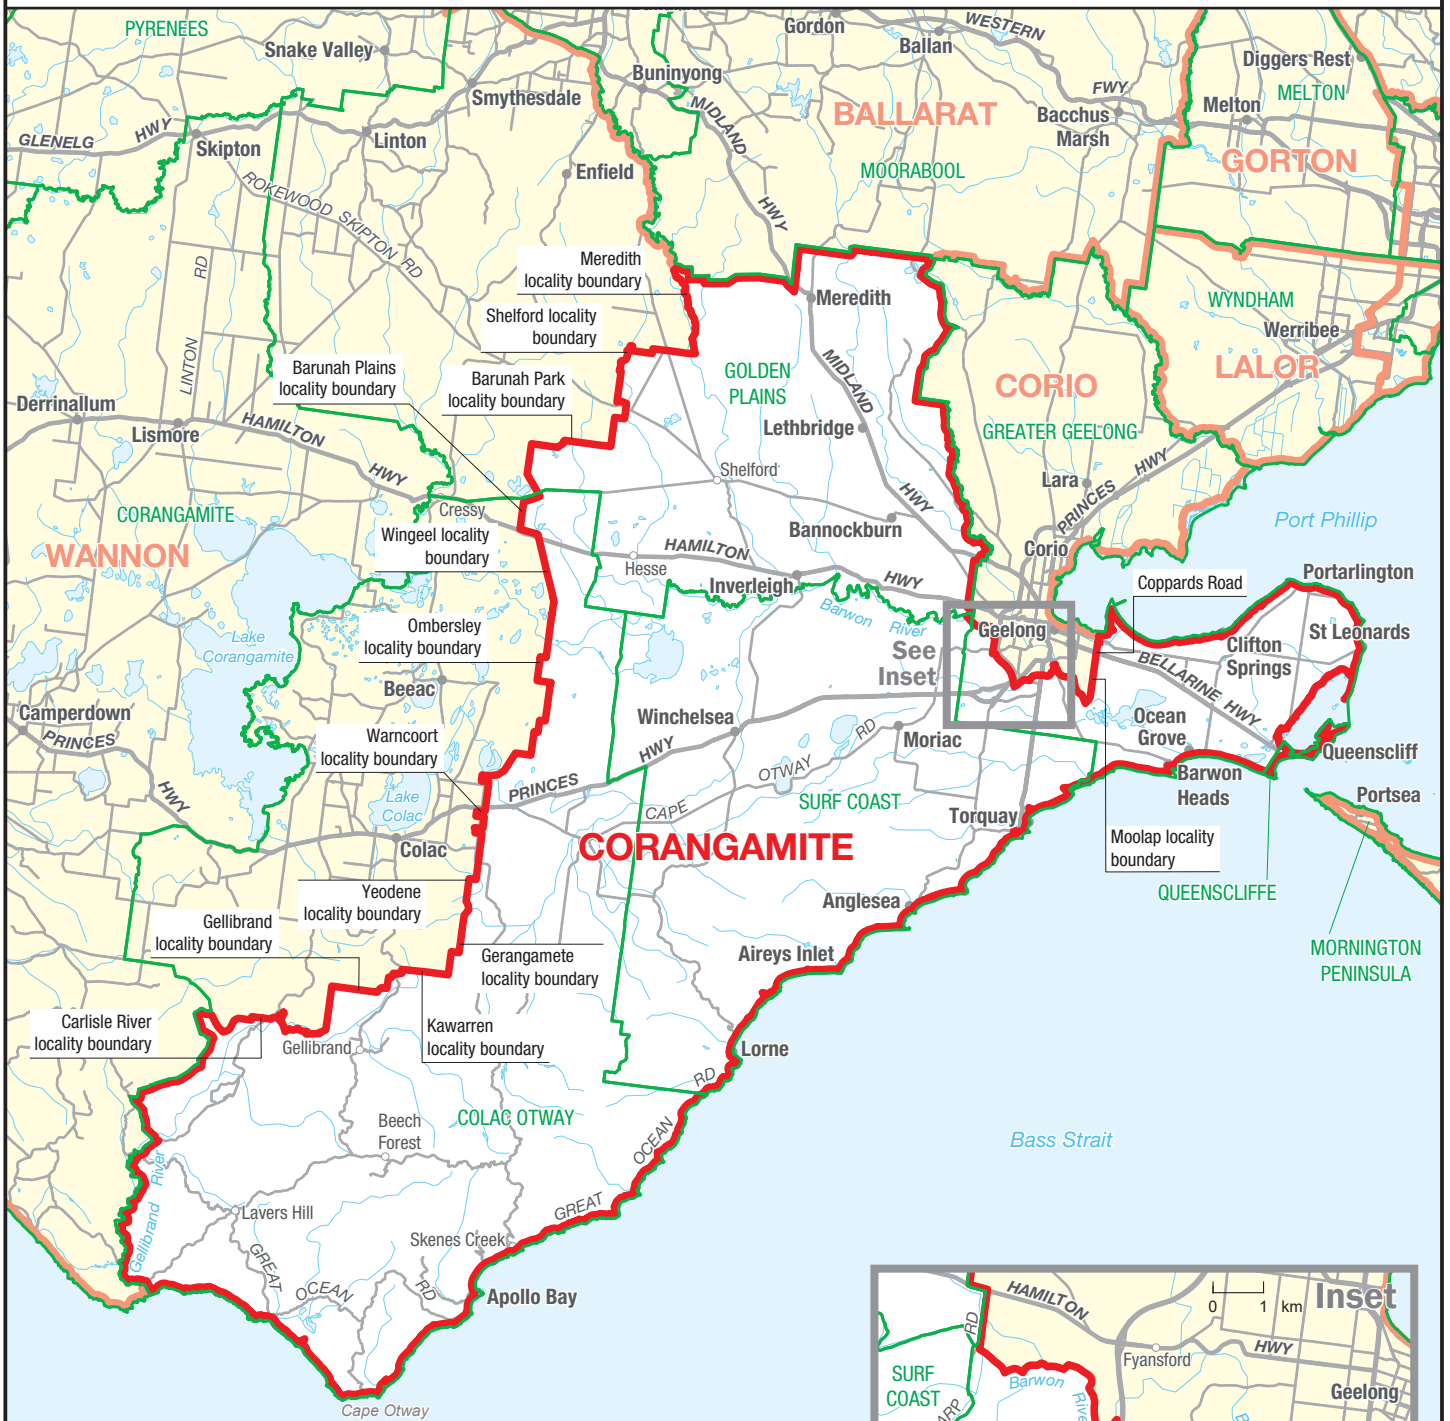 PYRENEES
Snake Valley
Smythesdale
GLENELG HWY
Skipton
Linton
ROKEWOOD SKIPTON RD
Enfield
Buninyong
MIDLAND HWY
Gordon
Ballan
WESTERN FWY
BALLARAT
MOORABOOL
Bacchus
Marsh
Diggers Rest
MELTON
Melton
GORTON
WYNDHAM
Werribee
LALOR
Meredith
locality boundary
Shelford locality
boundary
Barunah Plains
locality boundary
Barunah Park
locality boundary
Meredith
GOLDEN
PLAINS
MIDLAND HWY
Lethbridge
CORIO
GREATER GEELONG
Lara
PRINCES HWY
Corio
LINTON RD
Derrinallum
Lismore
HAMILTON HWY
CORANGAMITE
WANNON
Cressy
Shelford
Bannockburn
Wingeel locality
boundary
Hesse
HAMILTON HWY
Inverleigh
Barwon River
Port Phillip
Portarlington
Coppards Road
St Leonards
Clifton
Springs
Geelong
See
Inset
BELLARINE HWY
Ombersley
locality boundary
Lake
Corangamite
Beeac
Camperdown
PRINCES HWY
Warncoort
locality boundary
Winchelsea
PRINCES HWY
Moriac
CAPE OTWAY RD
Ocean
Grove
Barwon
Heads
Queenscliff
Portsea
Lake
Colac
Colac
SURF COAST
CORANGAMITE
Torquay
Moolap locality
boundary
QUEENSCLIFFE
MORNINGTON
PENINSULA
Yeodene
locality boundary
Gellibrand
locality boundary
Anglesea
Aireys Inlet
Gerangamete
locality boundary
Carlisle River
locality boundary
Kawarren
locality boundary
Gellibrand
Lorne
COLAC OTWAY
Beech
Forest
GREAT OCEAN RD
Bass Strait
Gellibrand River
Lavers Hill
Skenes Creek
GREAT OCEAN RD
Apollo Bay
Cape Otway
Inset
0 1 km
HAMILTON HWY
RD
Fyansford
SURF
COAST
Barwon
Geelong